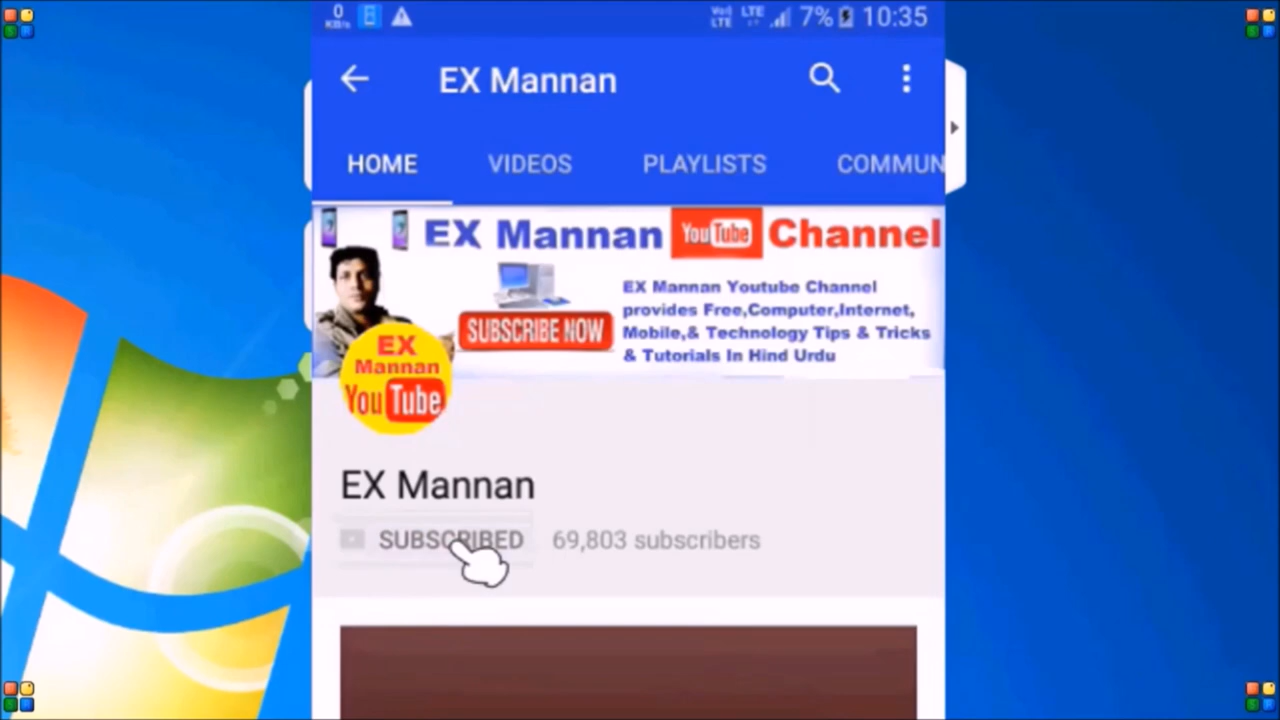 0
KB/s
VoLTE LTE 7% 10:35
EX Mannan
HOME VIDEOS PLAYLISTS COMMUN
EX Mannan YouTube Channel
EX Mannan Youtube Channel
provides Free,Computer,Internet,
Mobile,& Technology Tips & Tricks
& Tutorials In Hind Urdu
SUBSCRIBE NOW
EX
Mannan
YouTube
EX Mannan
SUBSCRIBED 69,803 subscribers